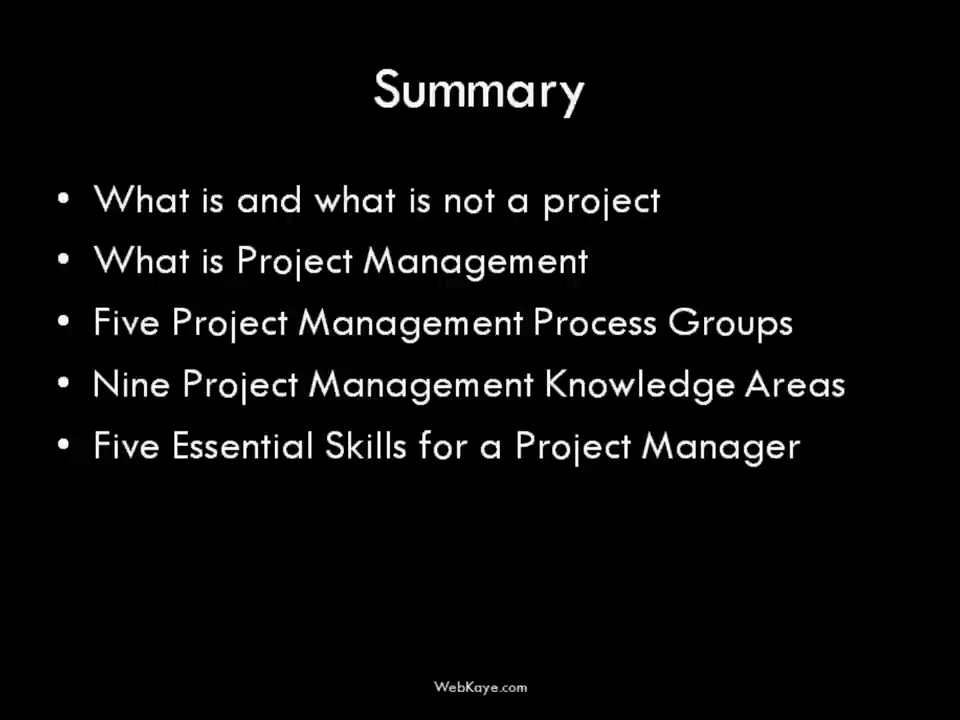 Summary
• What is and what is not a project
• What is Project Management
• Five Project Management Process Groups
• Nine Project Management Knowledge Areas
• Five Essential Skills for a Project Manager
WebKaye.com